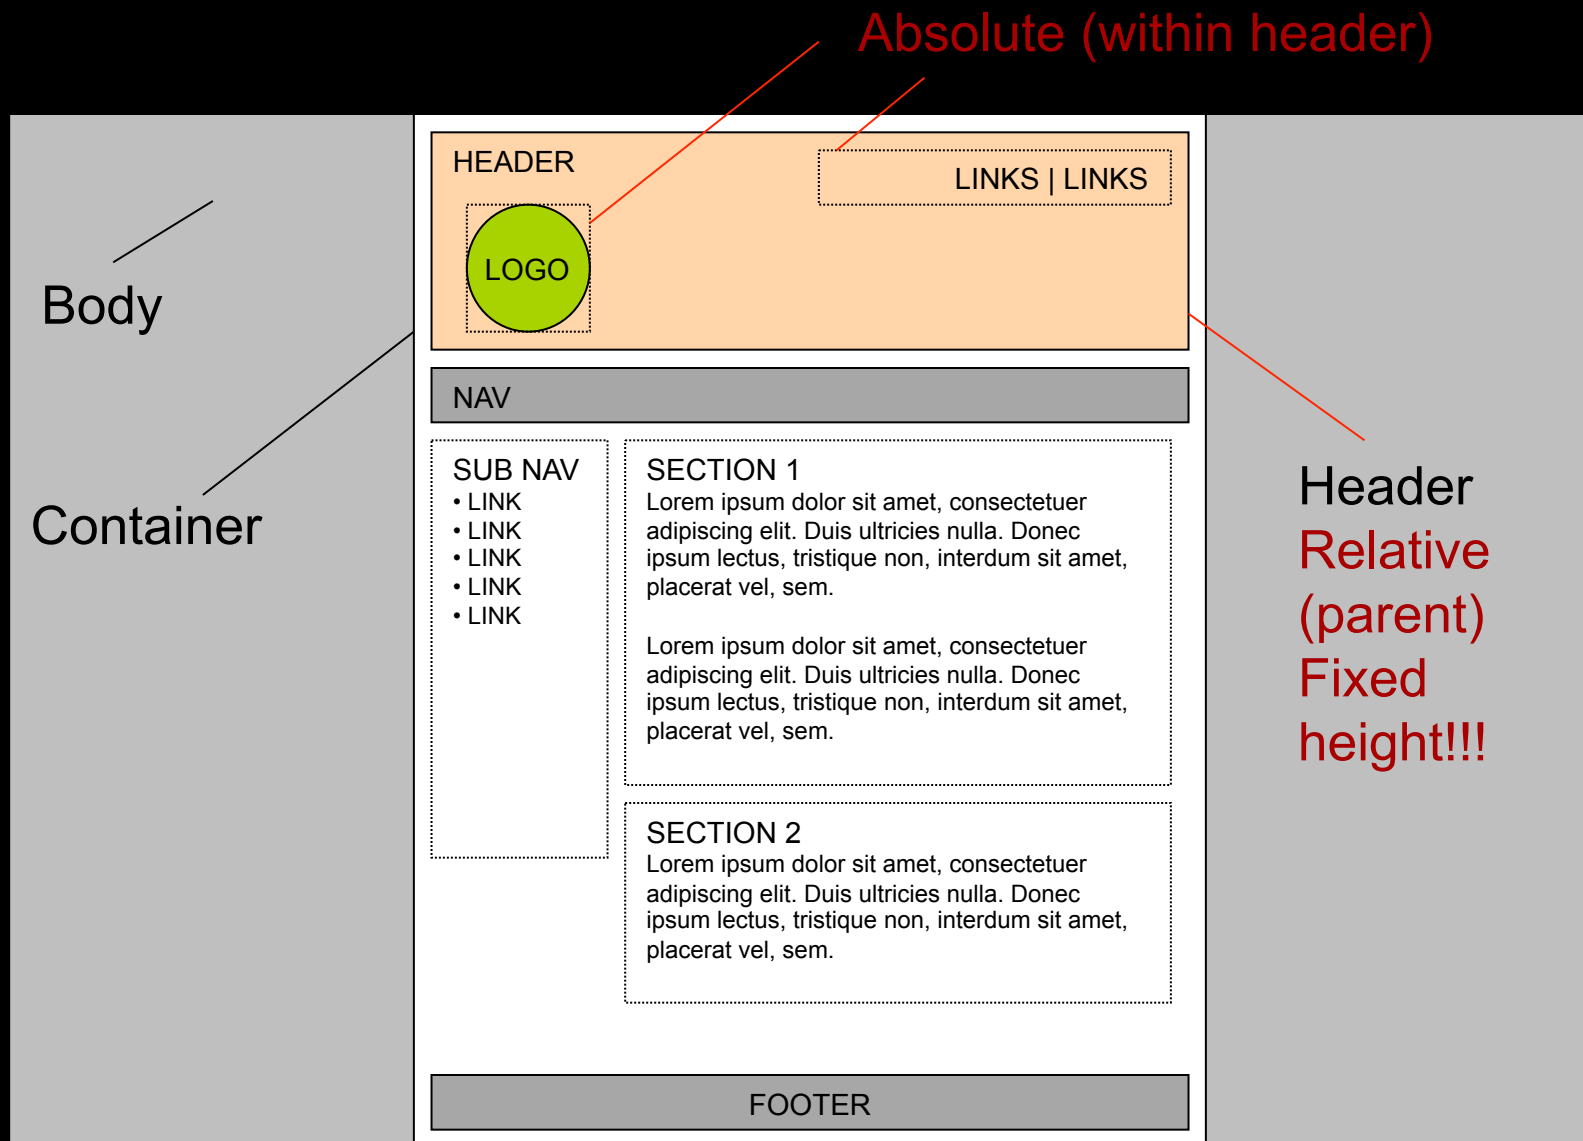 Absolute (within header)
HEADER
LINKS | LINKS
LOGO
Body
NAV
SUB NAV
• LINK
• LINK
• LINK
• LINK
• LINK
SECTION 1
Lorem ipsum dolor sit amet, consectetuer
adipiscing elit. Duis ultricies nulla. Donec
ipsum lectus, tristique non, interdum sit amet,
placerat vel, sem.
Lorem ipsum dolor sit amet, consectetuer
adipiscing elit. Duis ultricies nulla. Donec
ipsum lectus, tristique non, interdum sit amet,
placerat vel, sem.
Container
Header
Relative
(parent)
Fixed
height!!!
SECTION 2
Lorem ipsum dolor sit amet, consectetuer
adipiscing elit. Duis ultricies nulla. Donec
ipsum lectus, tristique non, interdum sit amet,
placerat vel, sem.
FOOTER